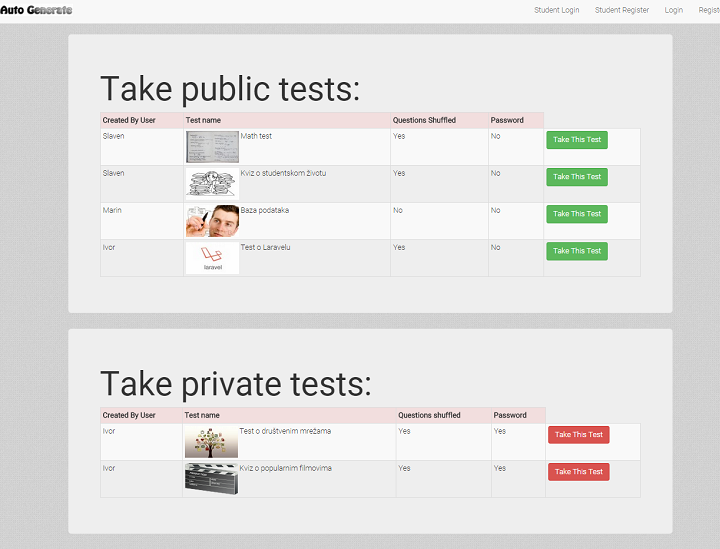 Auto Generate
Student Login Student Register Login Registe
Take public tests:
Created By User Test name Questions Shuffled Password
Slaven Math test Yes No Take This Test
Slaven Kviz o studentskom životu Yes No Take This Test
Marin Baza podataka No No Take This Test
Ivor Test o Laravelu Yes No Take This Test
laravel
Take private tests:
Created By User Test name Questions shuffled Password
Ivor Test o društvenim mrežama Yes Yes Take This Test
Ivor Kviz o popularnim filmovima Yes Yes Take This Test